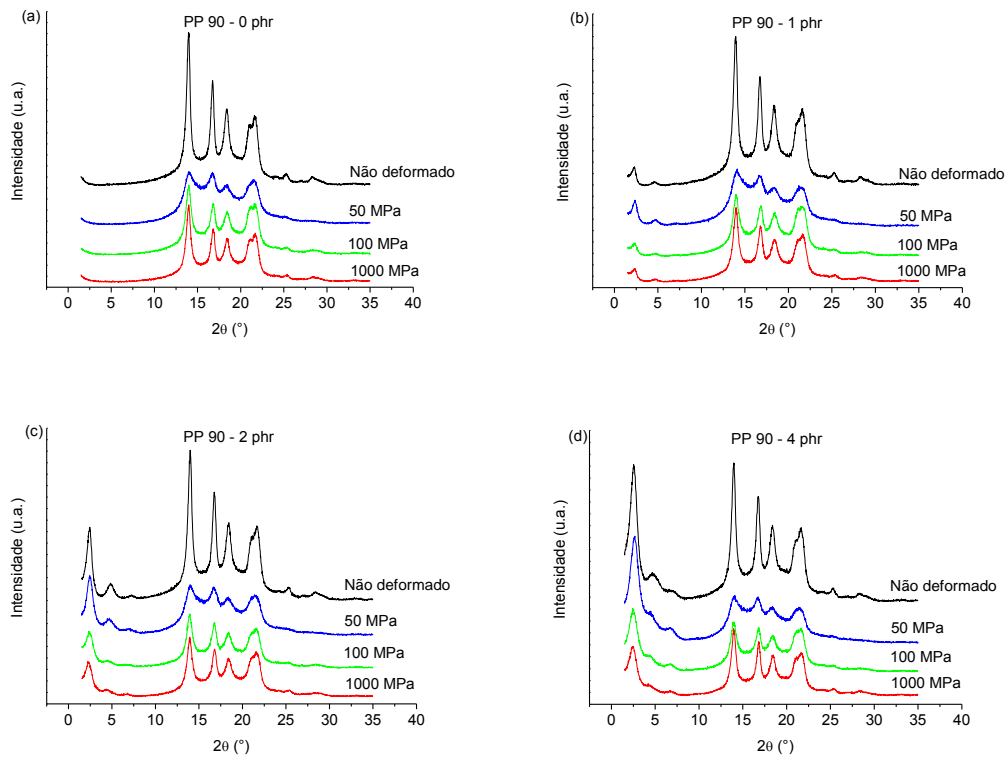 (a)
PP 90 - 0 phr
Intensidade (u.a.)
Não deformado
50 MPa
100 MPa
1000 MPa
0 5 10 15 20 25 30 35 40
2θ (°)
(b)
PP 90 - 1 phr
Intensidade (u.a.)
Não deformado
50 MPa
100 MPa
1000 MPa
0 5 10 15 20 25 30 35 40
2θ (°)
(c)
PP 90 - 2 phr
Intensidade (u.a.)
Não deformado
50 MPa
100 MPa
1000 MPa
0 5 10 15 20 25 30 35 40
2θ (°)
(d)
PP 90 - 4 phr
Intensidade (u.a.)
Não deformado
50 MPa
100 MPa
1000 MPa
0 5 10 15 20 25 30 35 40
2θ (°)